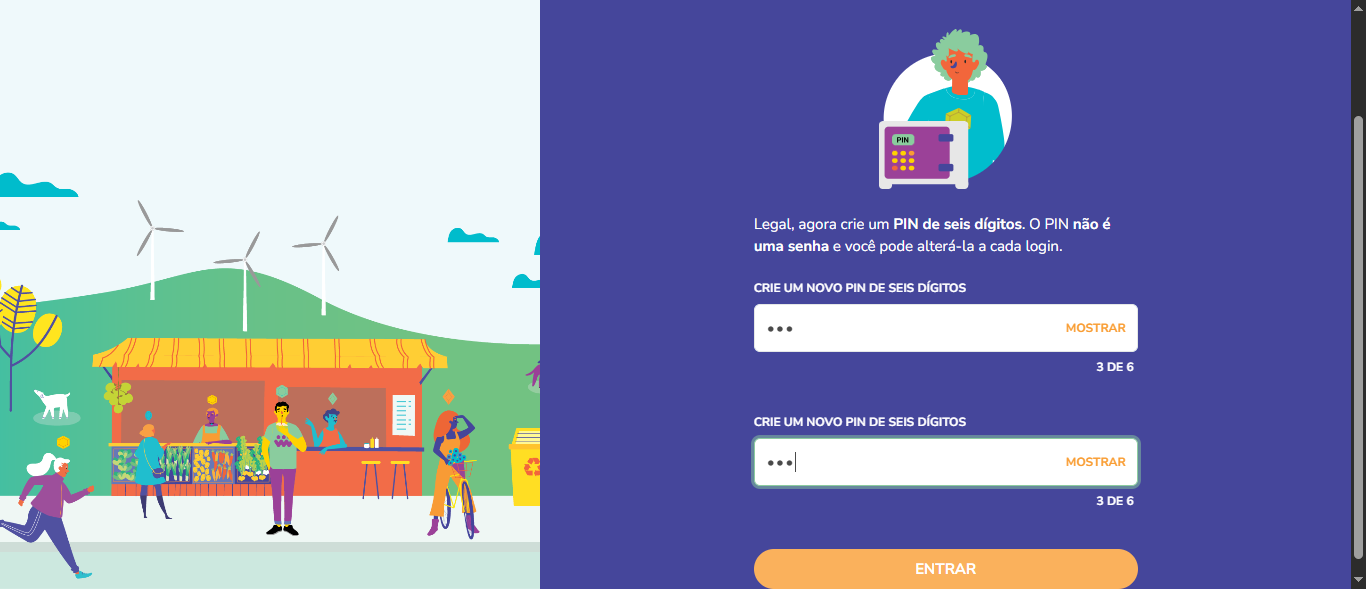 PIN
Legal, agora crie um PIN de seis dígitos. O PIN não é
uma senha e você pode alterá-la a cada login.
CRIE UM NOVO PIN DE SEIS DÍGITOS
••• MOSTRAR
3 DE 6
CRIE UM NOVO PIN DE SEIS DÍGITOS
••• MOSTRAR
3 DE 6
ENTRAR